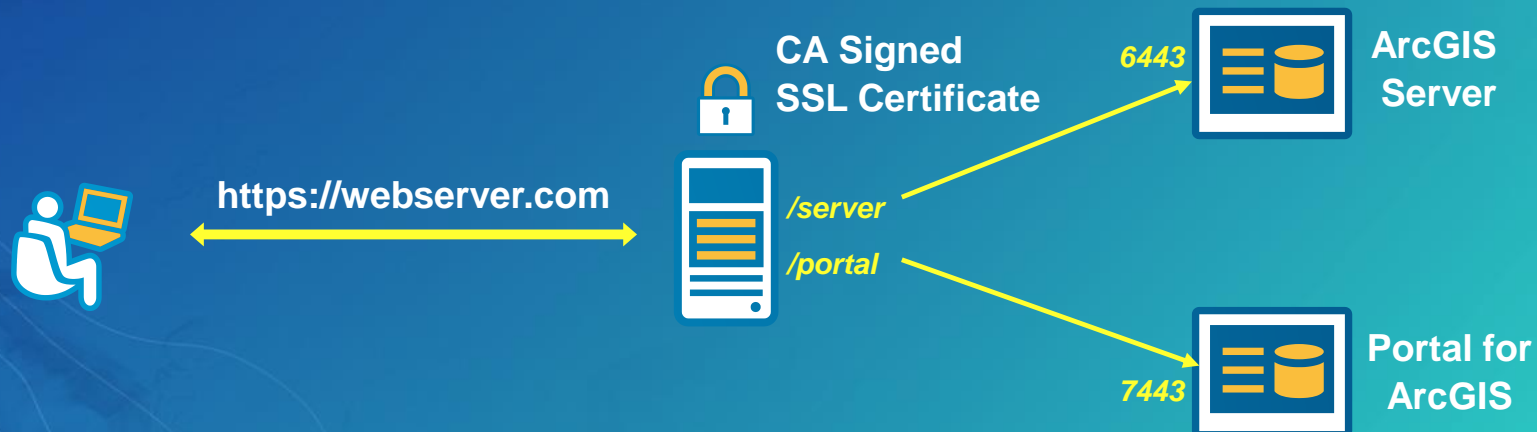 CA Signed
SSL Certificate
6443
ArcGIS
Server
https://webserver.com
/server
/portal
7443
Portal for
ArcGIS